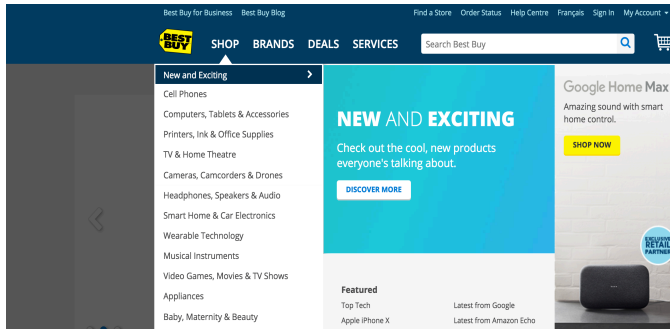 Best Buy for Business Best Buy Blog Find a Store Order Status Help Centre Français Sign In My Account
BEST
BUY
SHOP BRANDS DEALS SERVICES Search Best Buy
New and Exciting
Cell Phones
Computers, Tablets & Accessories
Printers, Ink & Office Supplies
TV & Home Theatre
Cameras, Camcorders & Drones
Headphones, Speakers & Audio
Smart Home & Car Electronics
Wearable Technology
Musical Instruments
Video Games, Movies & TV Shows
Appliances
Baby, Maternity & Beauty
NEW AND EXCITING
Check out the cool, new products
everyone's talking about.
DISCOVER MORE
Featured
Top Tech Latest from Google
Apple iPhone X Latest from Amazon Echo
Google Home Max
Amazing sound with smart
home control.
SHOP NOW
EXCLUSIVE
RETAIL
PARTNER